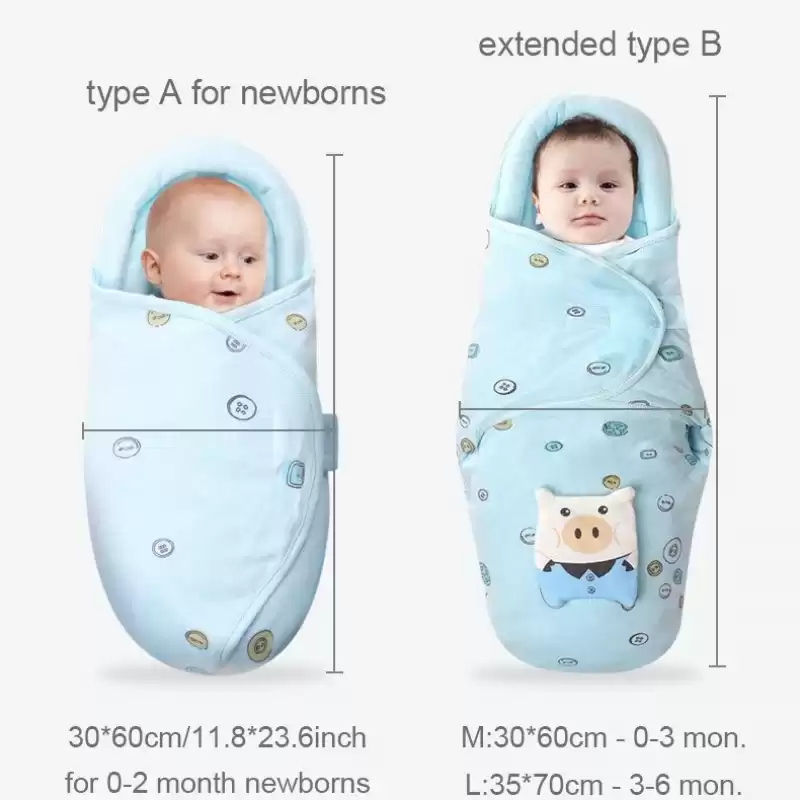 extended type B
type A for newborns
30*60cm/11.8*23.6inch
for 0-2 month newborns
M:30*60cm - 0-3 mon.
L:35*70cm - 3-6 mon.